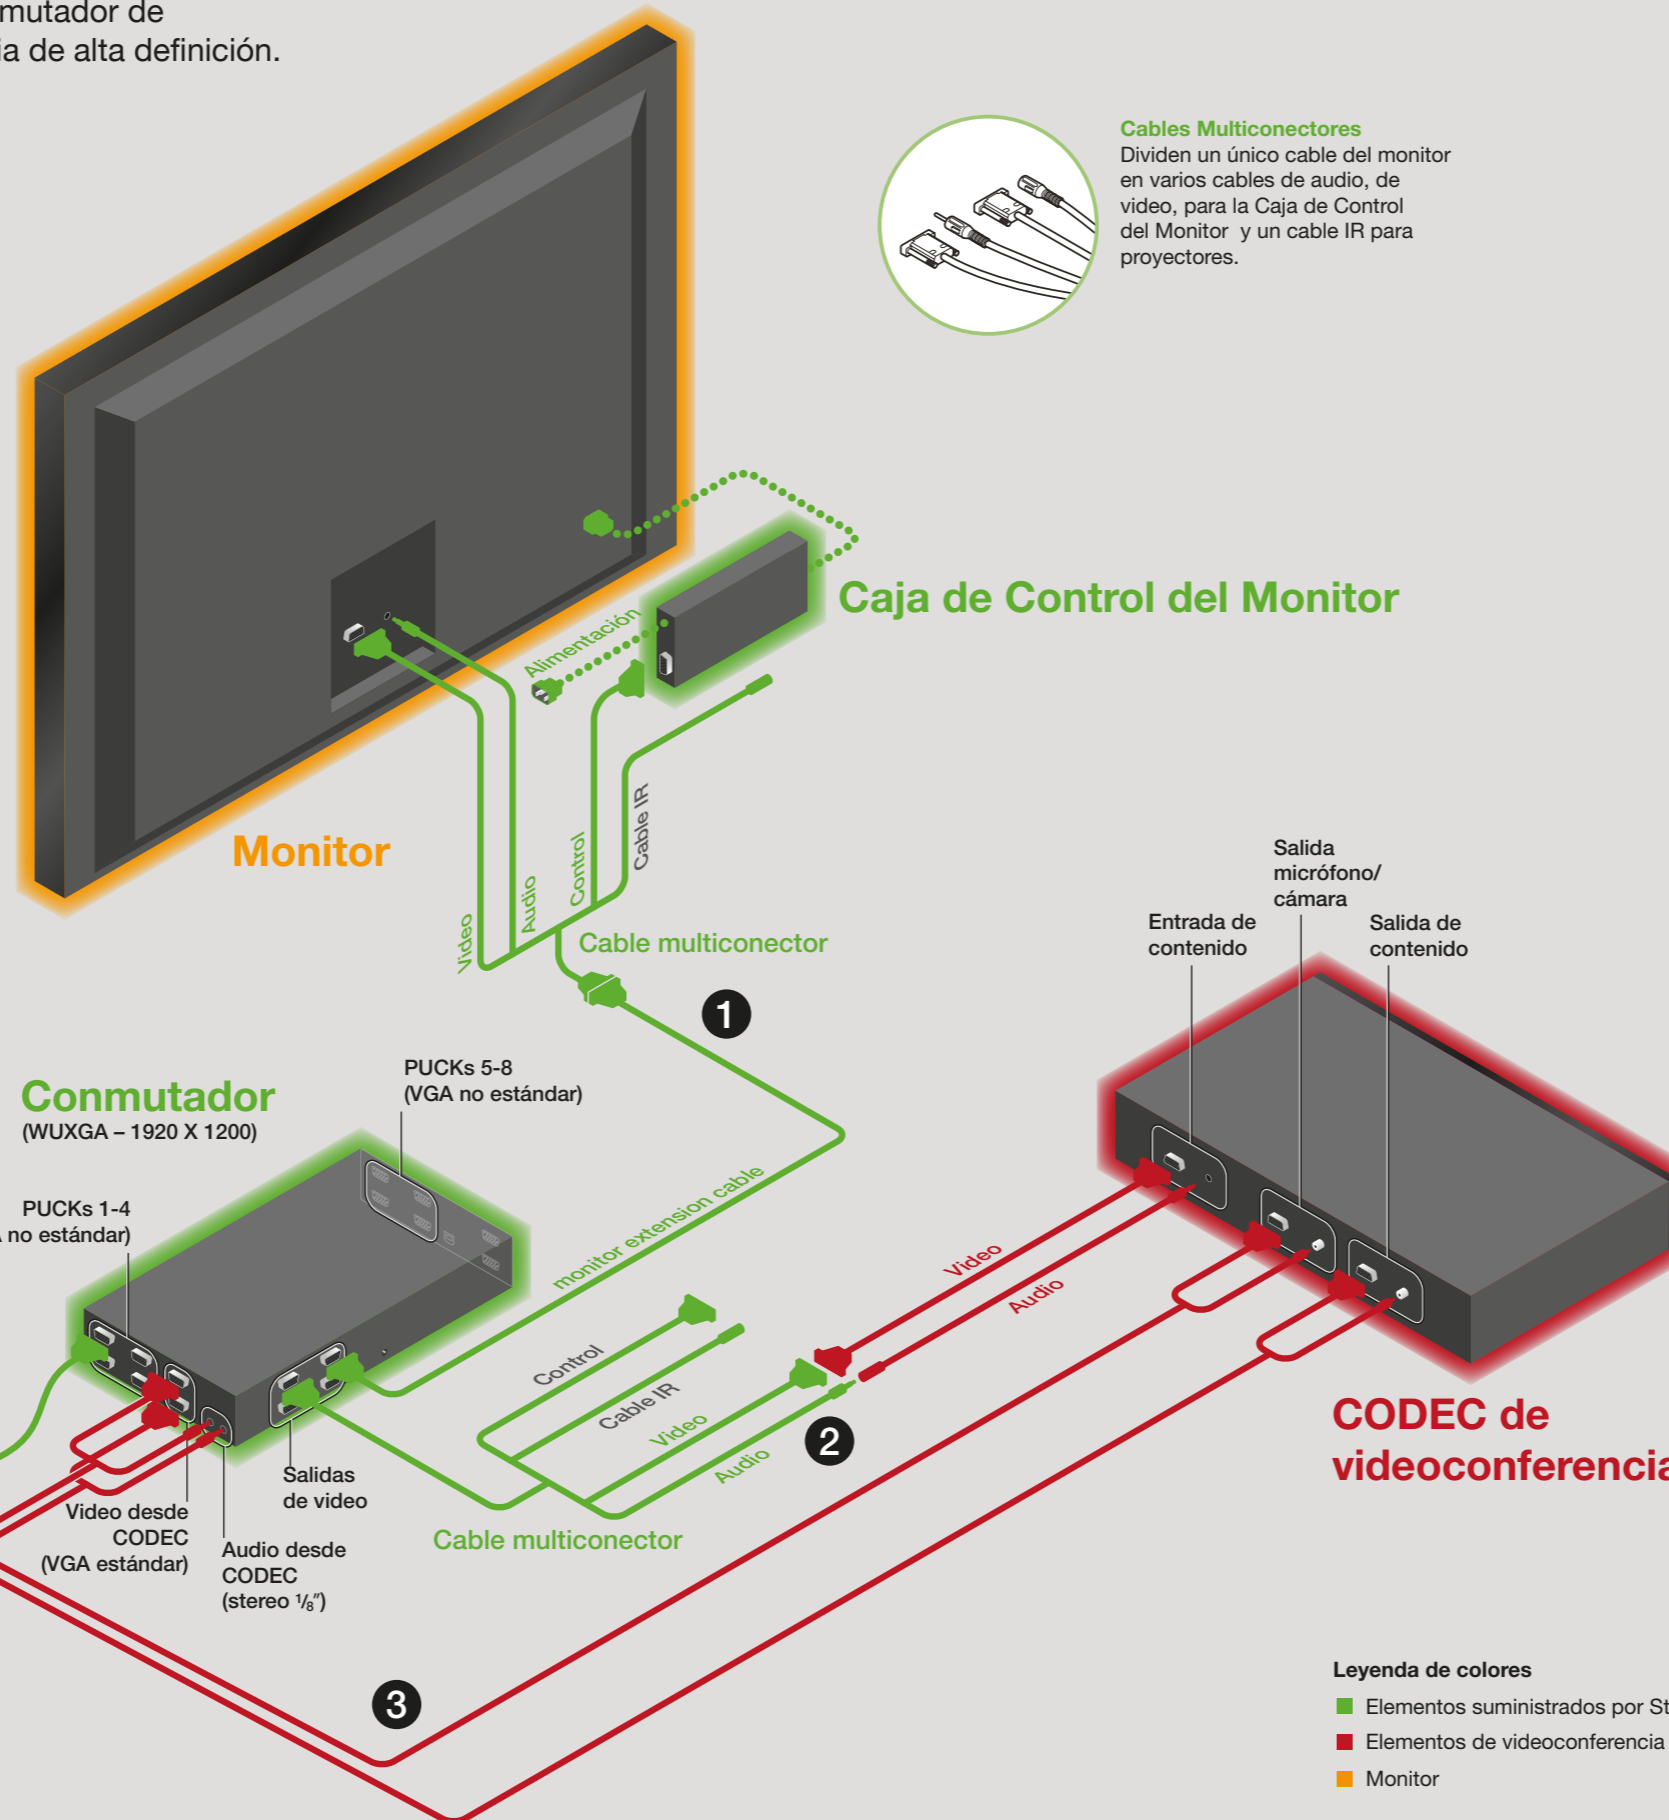 mutador de
ia de alta definición.
Cables Multiconectores
Dividen un único cable del monitor
en varios cables de audio, de
video, para la Caja de Control
del Monitor y un cable IR para
proyectores.
Caja de Control del Monitor
Alimentación
Monitor
Video
Audio
Control
Cable IR
Cable multiconector
1
Salida
micrófono/
cámara
Entrada de
contenido
Salida de
contenido
Conmutador
(WUXGA – 1920 X 1200)
PUCKs 5-8
(VGA no estándar)
PUCKs 1-4
no estándar)
monitor extension cable
Video
Audio
Control
Cable IR
Video
Audio
2
CODEC de
videoconferencia
Salidas
de video
Video desde
CODEC
(VGA estándar)
Audio desde
CODEC
(stereo 1/8")
Cable multiconector
3
Leyenda de colores
Elementos suministrados por St
Elementos de videoconferencia
Monitor